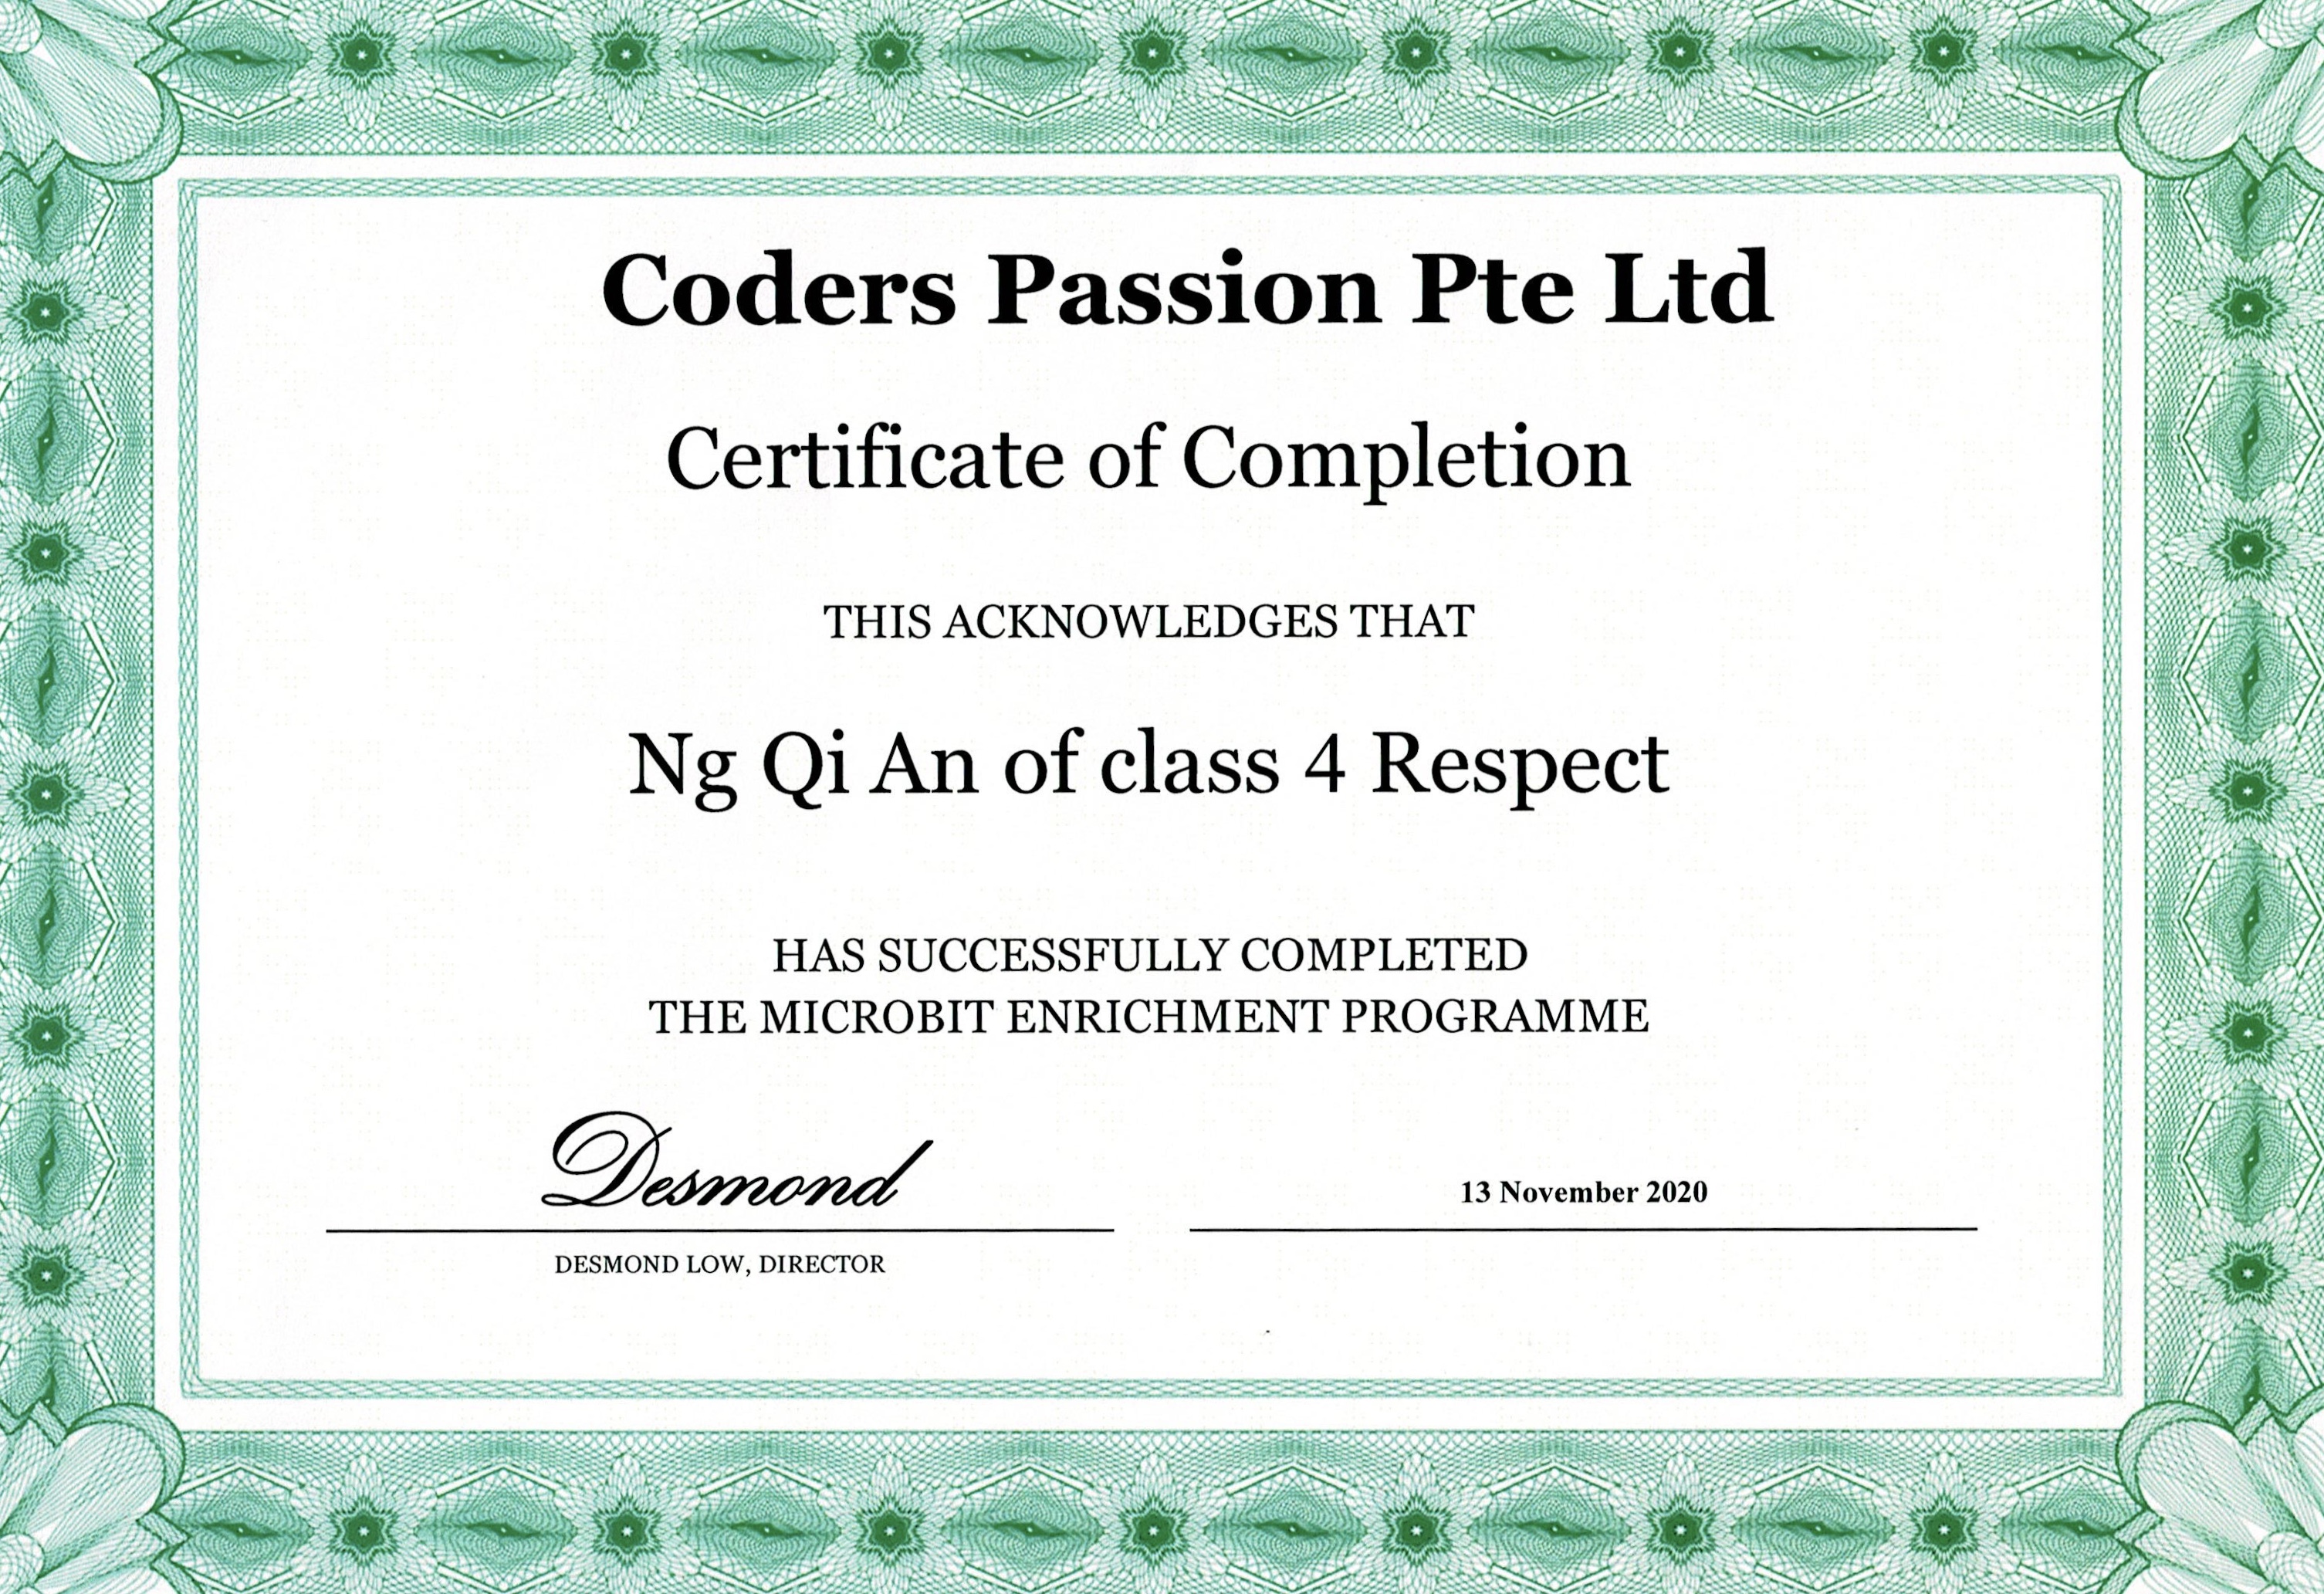 Coders Passion Pte Ltd
Certificate of Completion
THIS ACKNOWLEDGES THAT
Ng Qi An of class 4 Respect
HAS SUCCESSFULLY COMPLETED
THE MICROBIT ENRICHMENT PROGRAMME
Desmond
13 November 2020
DESMOND LOW, DIRECTOR